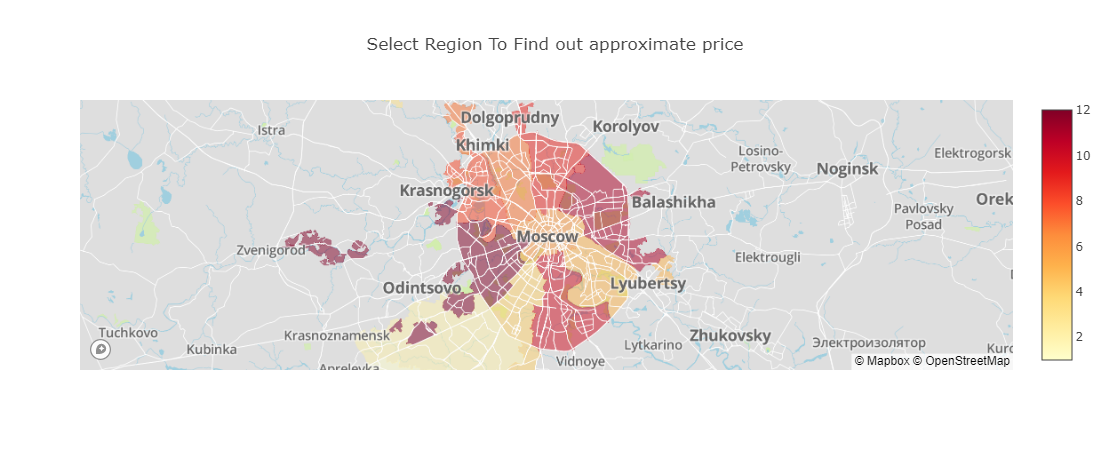 Select Region To Find out approximate price
Dolgoprudny
Korolyov
Istra
Khimki
Losino-
Petrovsky
Elektrogorsk
Noginsk
Krasnogorsk
Balashikha
Orek
Pavlovsky
Posad
Moscow
Zvenigorod
Elektrougli
Odintsovo
Lyubertsy
Tuchkovo
Krasnoznamensk
Zhukovsky
Kubinka
Lytkarino
Электроизолятор
Kuro
Vidnoye
Aprelevka
© Mapbox © OpenStreetMap
12
10
8
6
4
2